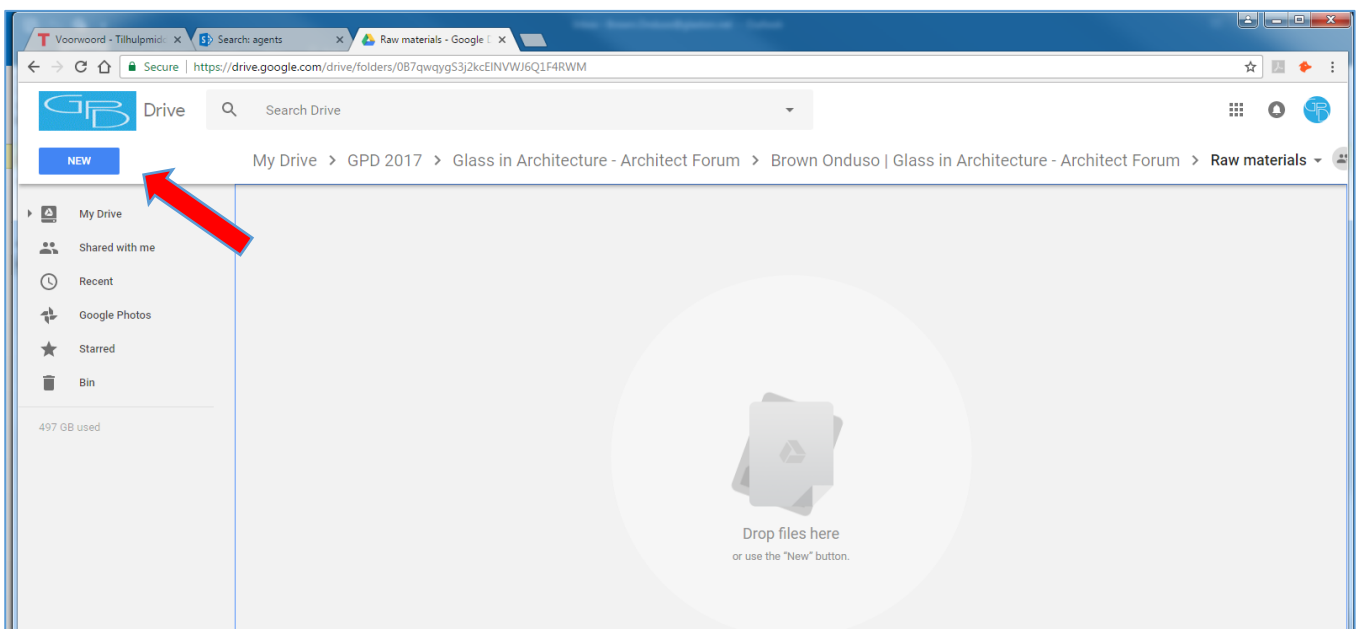 Voorwoord - Tilhulpmid
Search: agents
Raw materials - Google D
Secure | https://drive.google.com/drive/folders/0B7qwqygS3j2kcEINVWJ6Q1F4RWM
GPD Drive
Search Drive
NEW
My Drive > GPD 2017 > Glass in Architecture - Architect Forum > Brown Onduso | Glass in Architecture - Architect Forum > Raw materials
My Drive
Shared with me
Recent
Google Photos
Starred
Bin
497 GB used
Drop files here
or use the “New” button.